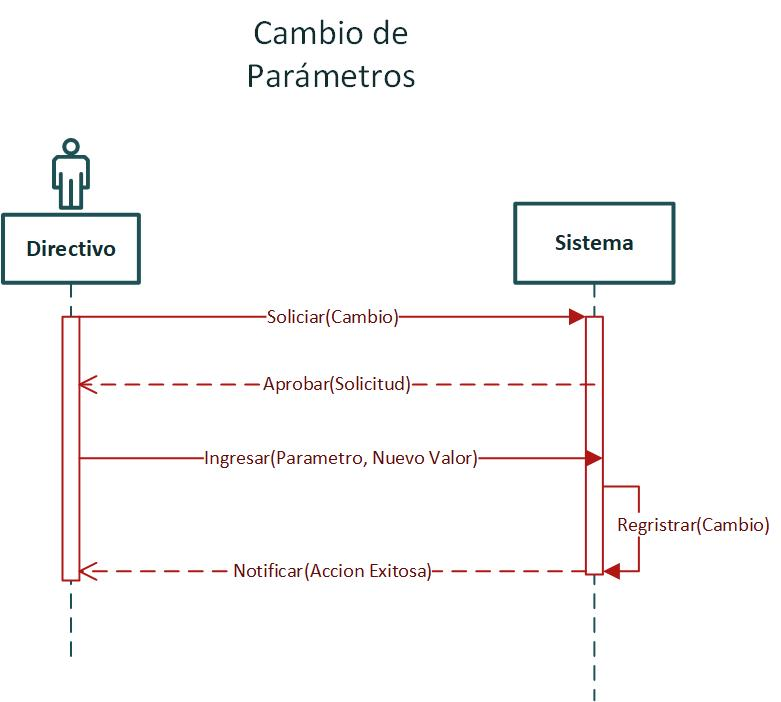 Cambio de
Parámetros
Directivo
Sistema
Soliciar(Cambio)
Aprobar(Solicitud)
Ingresar(Parametro, Nuevo Valor)
Regristrar(Cambio)
Notificar(Accion Exitosa)